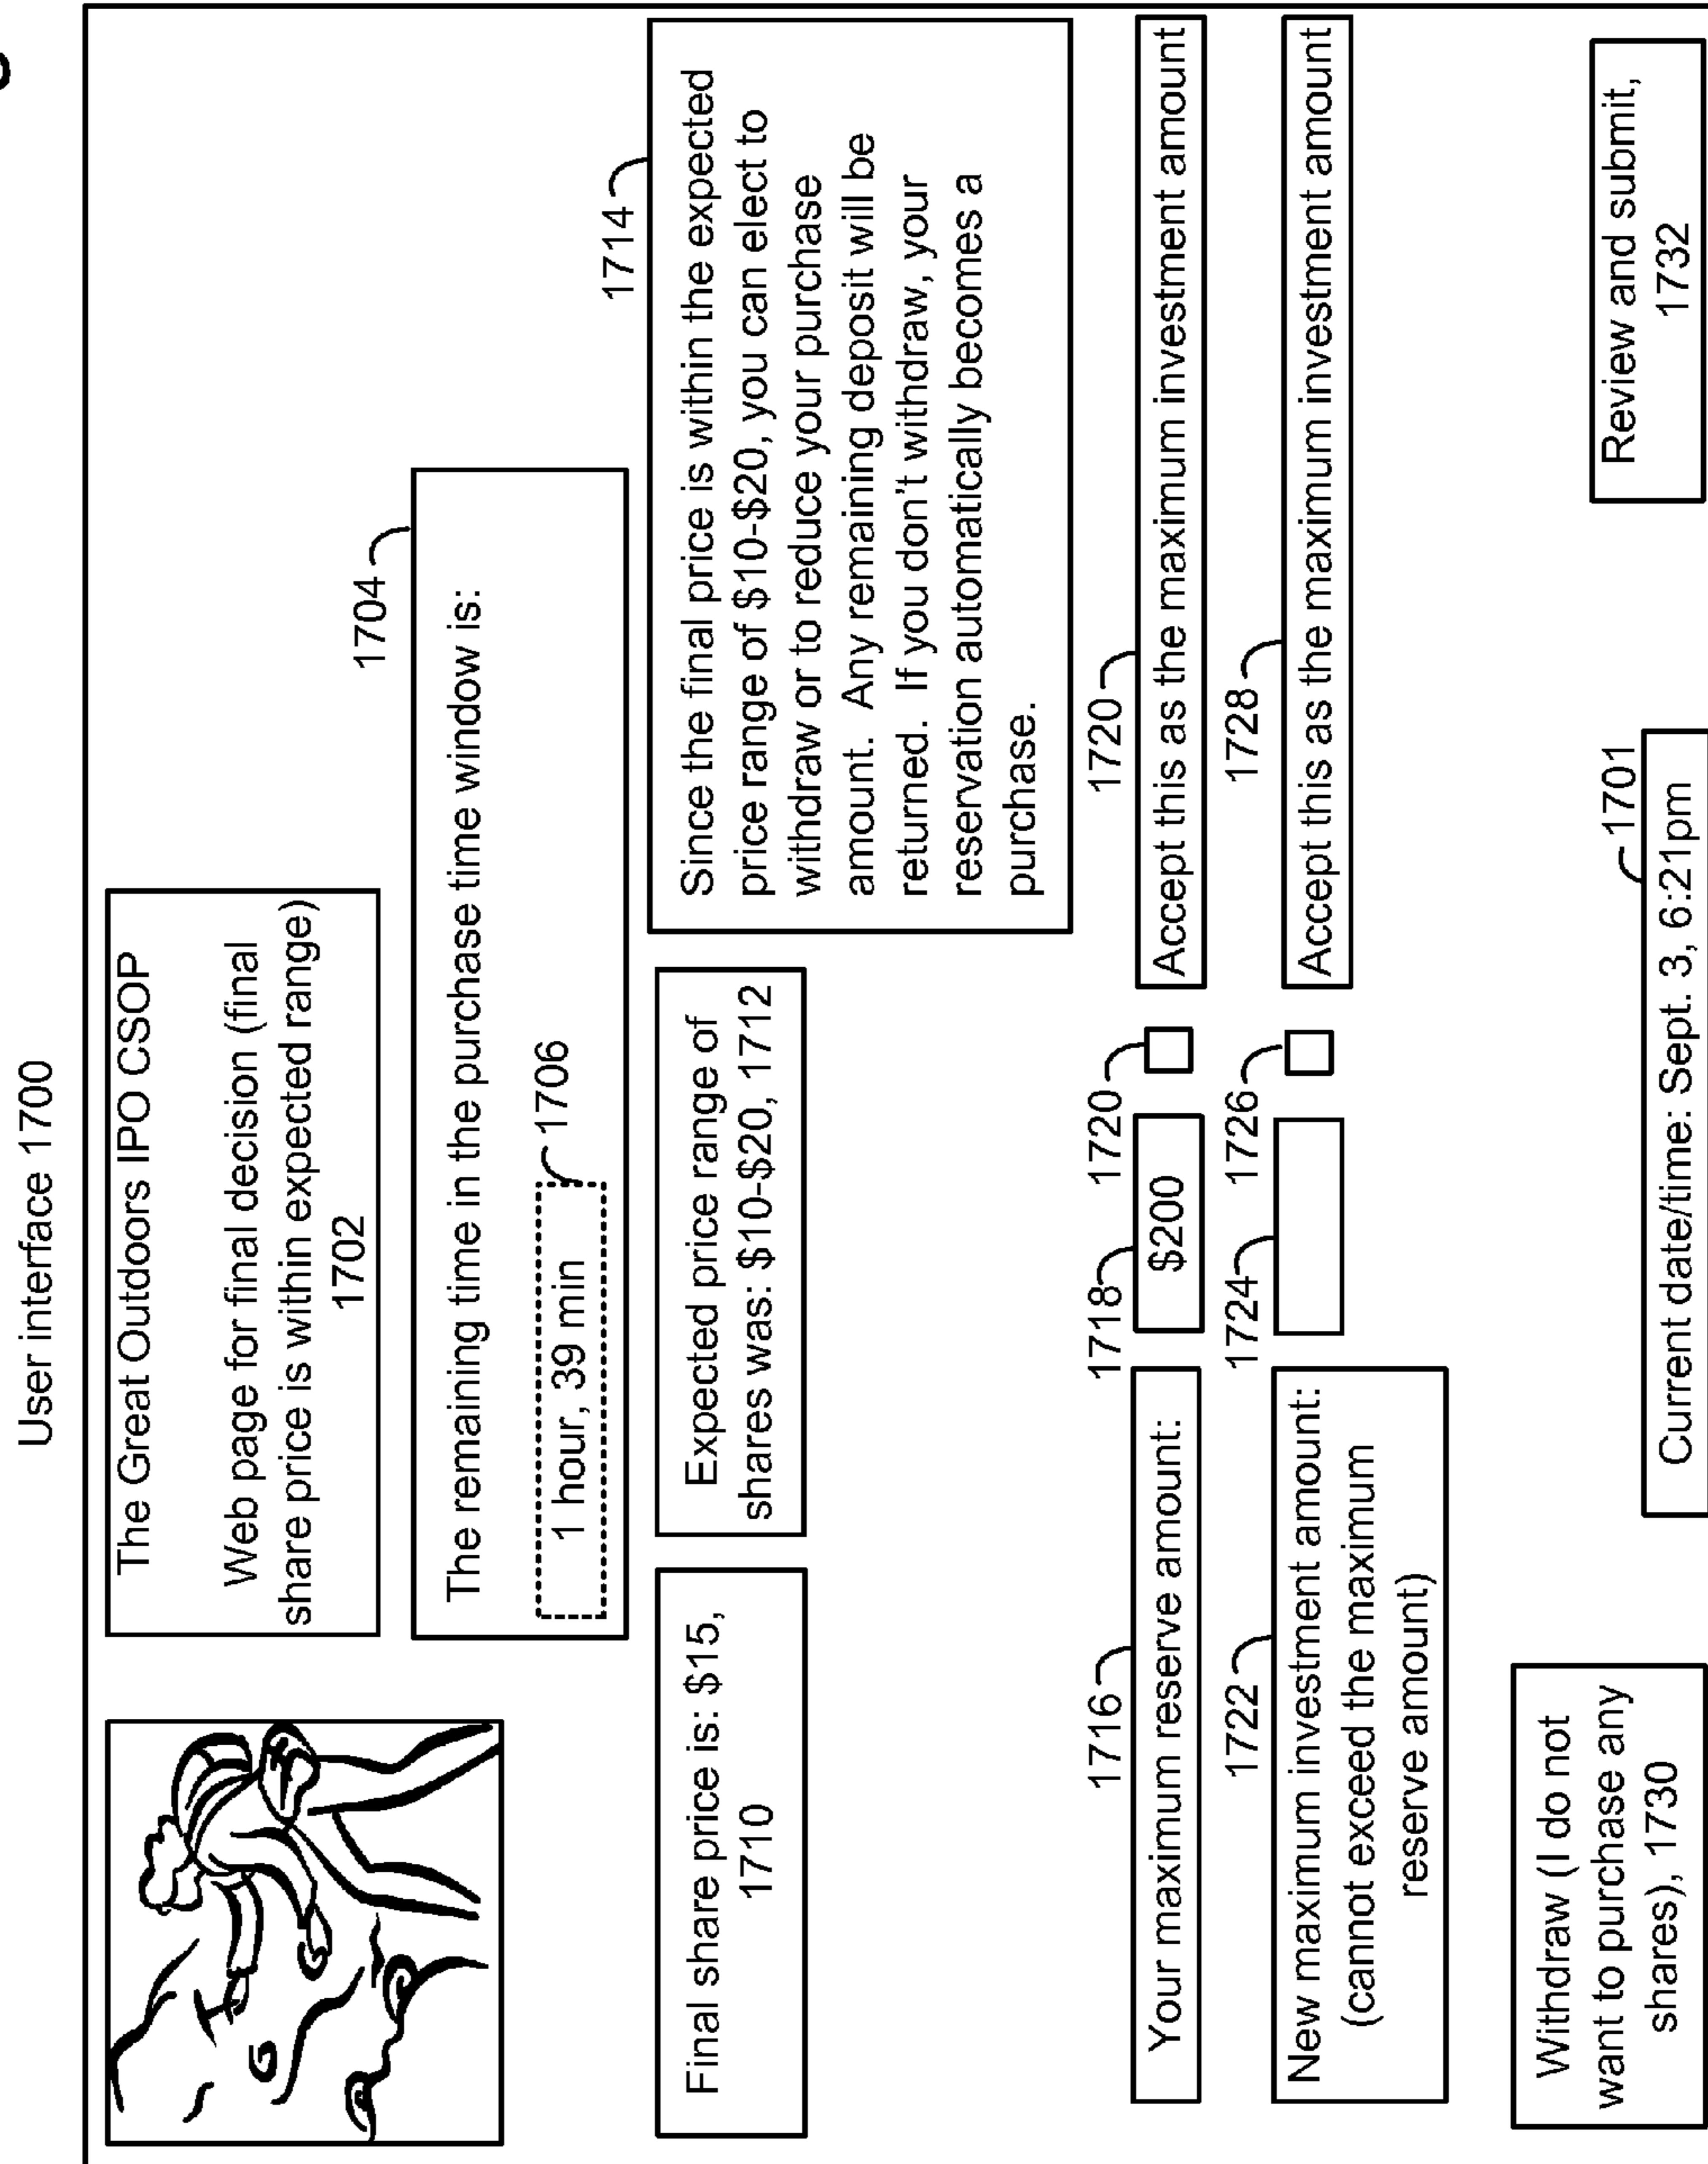 User interface 1700
The Great Outdoors IPO CSOP
Web page for final decision (final
share price is within expected range)
1702
1704
The remaining time in the purchase time window is:
1 hour, 39 min
1706
Final share price is: $15,
1710
Expected price range of
shares was: $10-$20, 1712
1714
Since the final price is within the expected
price range of $10-$20, you can elect to
withdraw or to reduce your purchase
amount. Any remaining deposit will be
returned. If you don't withdraw, your
reservation automatically becomes a
purchase.
1716
Your maximum reserve amount:
1718
$200
1720
1720
Accept this as the maximum investment amount
1722
New maximum investment amount:
(cannot exceed the maximum
reserve amount)
1724
1726
1728
Accept this as the maximum investment amount
Withdraw (I do not
want to purchase any
shares), 1730
1701
Current date/time: Sept. 3, 6:21pm
Review and submit,
1732